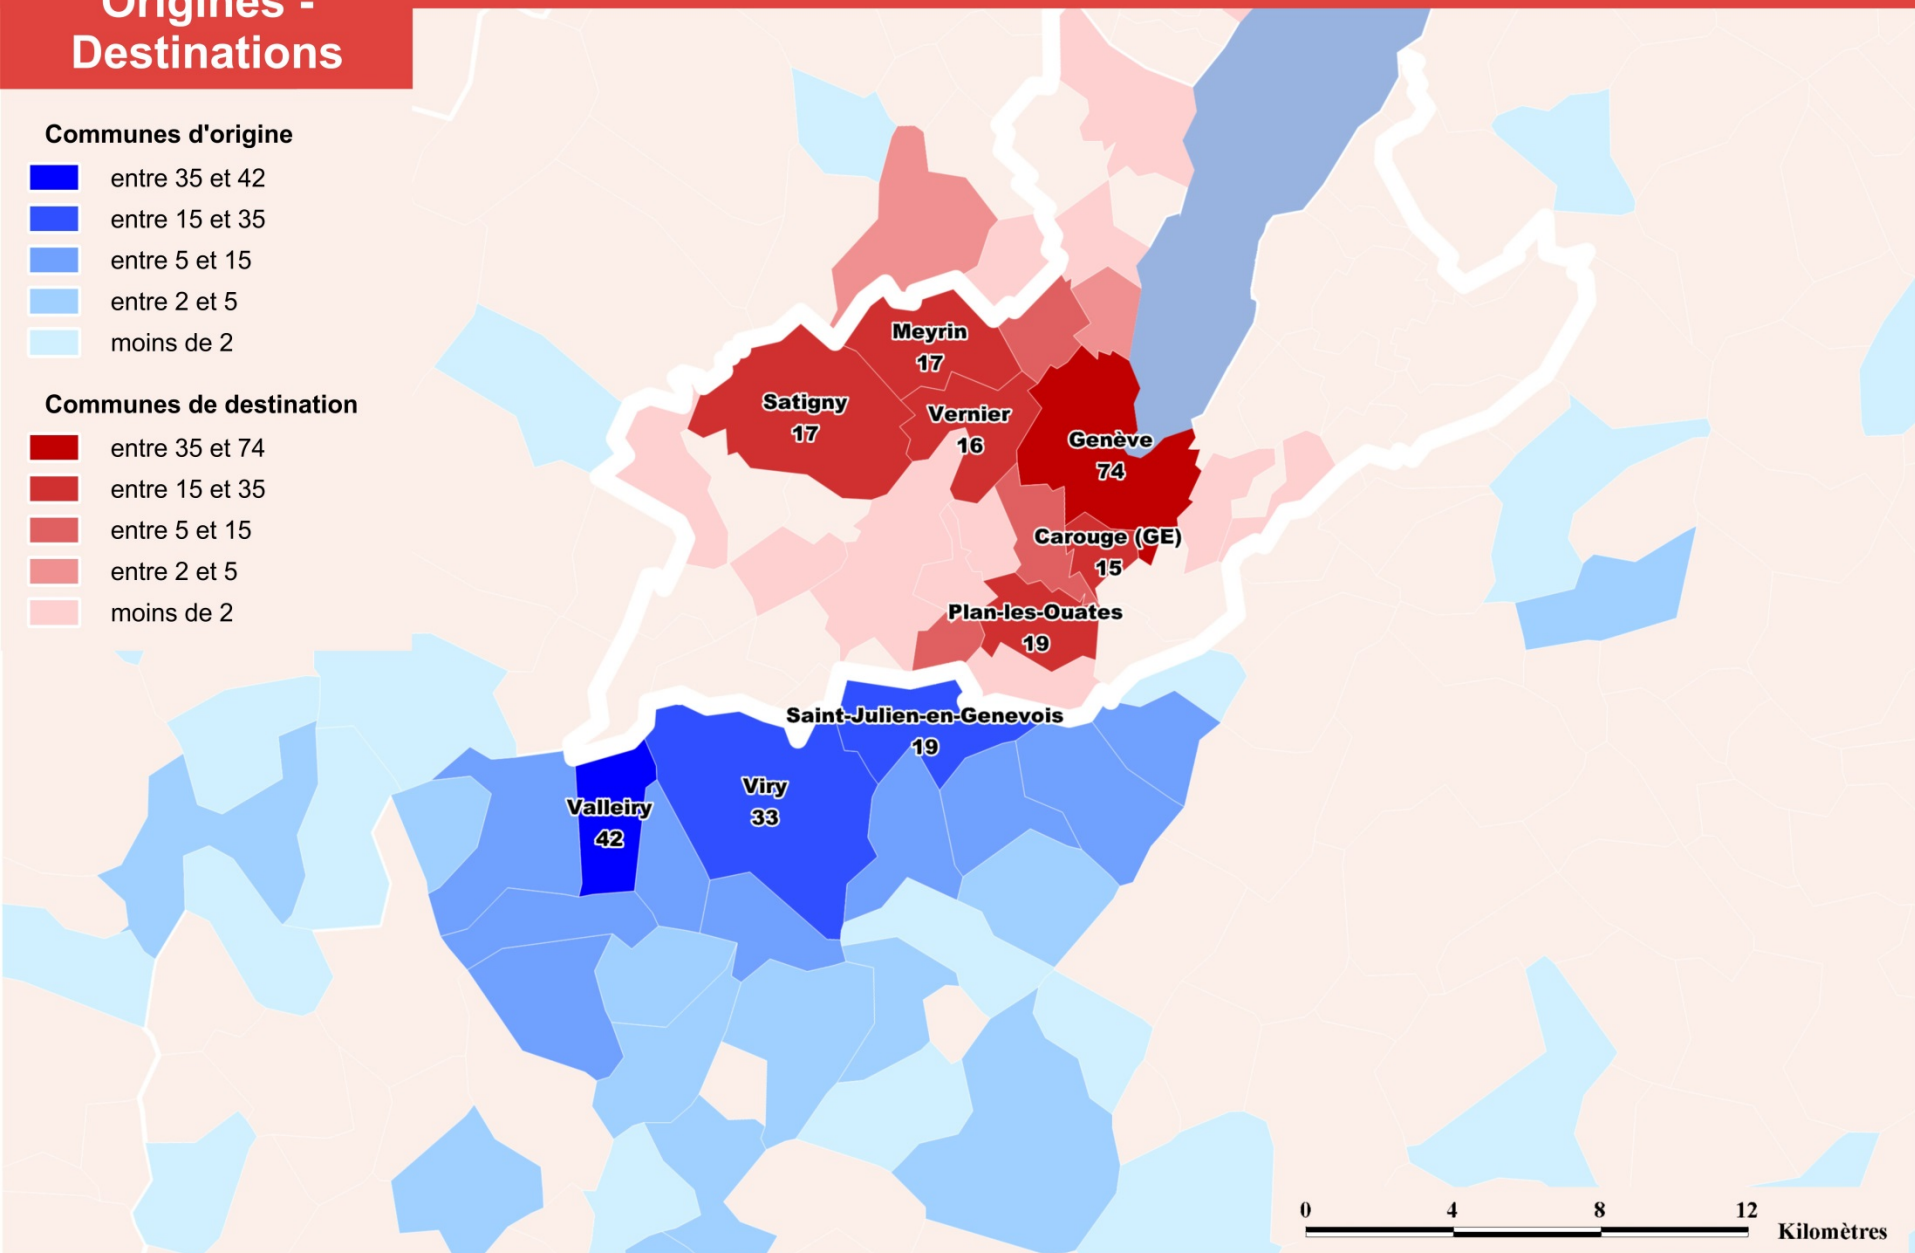 Origines -
Destinations
Communes d'origine
entre 35 et 42
entre 15 et 35
entre 5 et 15
entre 2 et 5
moins de 2
Communes de destination
entre 35 et 74
entre 15 et 35
entre 5 et 15
entre 2 et 5
moins de 2
Meyrin
17
Satigny
17
Vernier
16
Genève
74
Carouge (GE)
15
Plan-les-Ouates
19
Saint-Julien-en-Genevois
19
Viry
33
Valleiry
42
0 4 8 12
Kilomètres